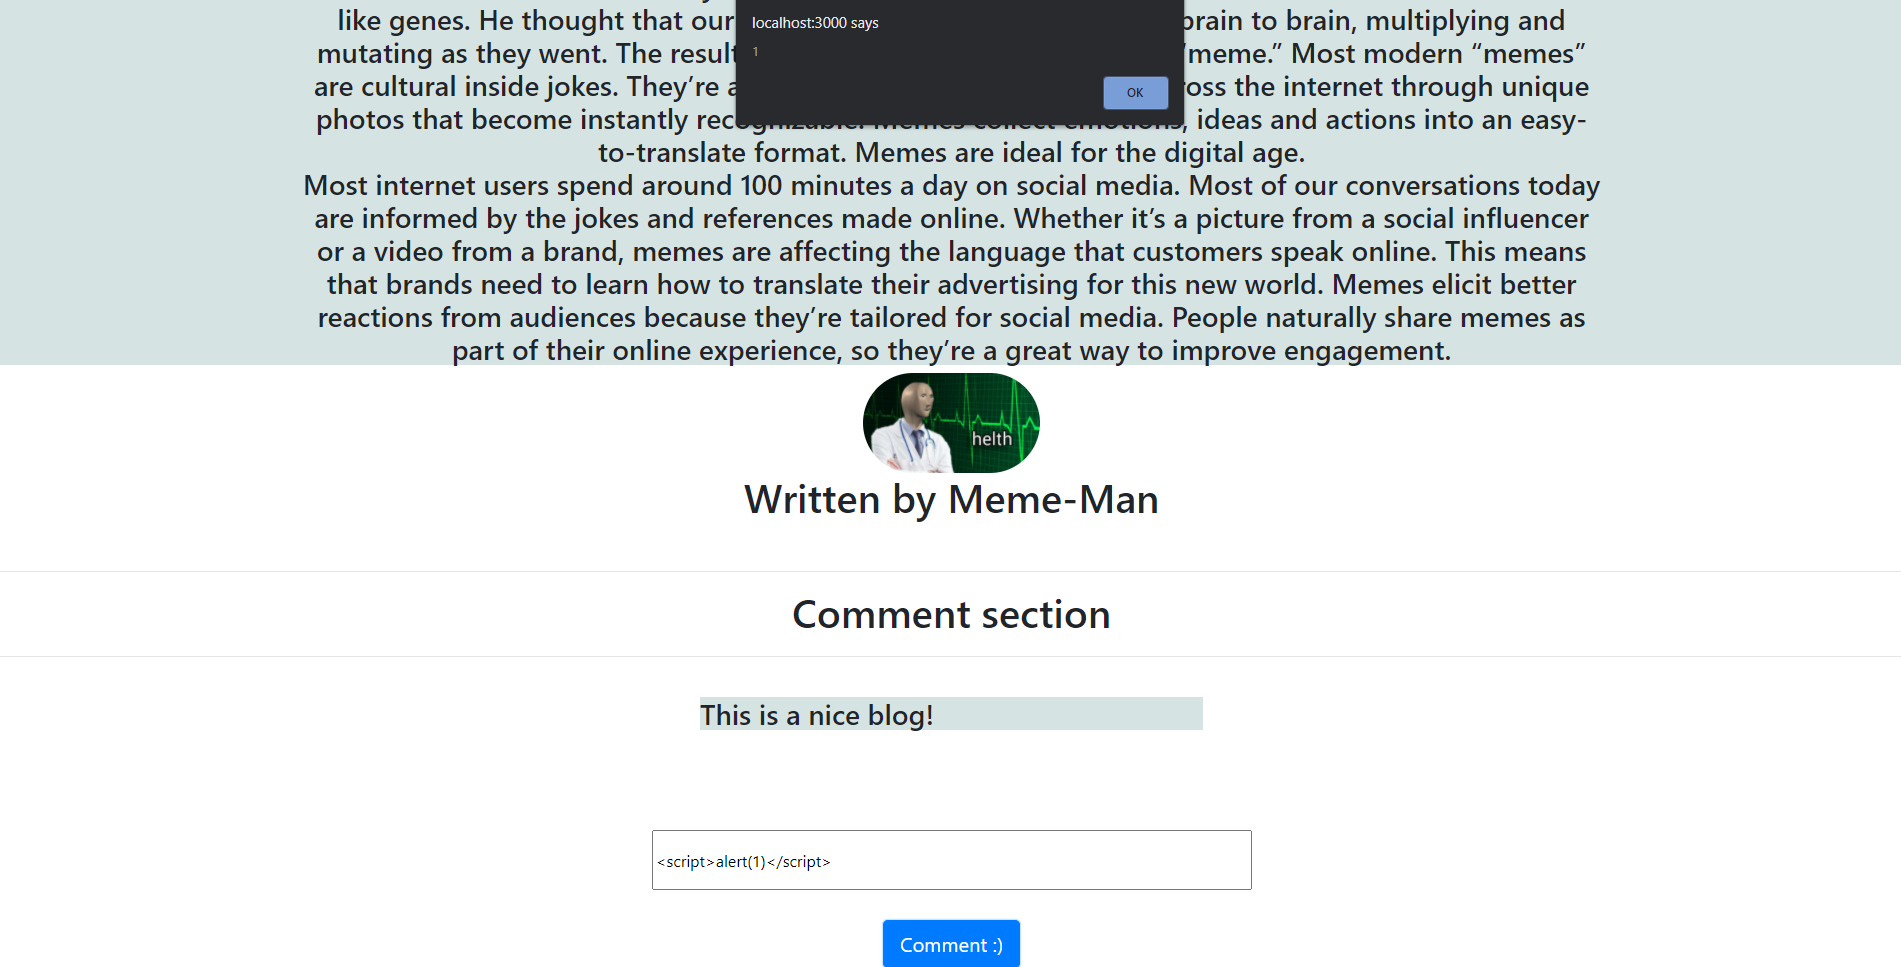 localhost:3000 says
1
OK
like genes. He thought that our brain to brain, multiplying and
mutating as they went. The result “meme.” Most modern “memes”
are cultural inside jokes. They’re the internet through unique
photos that become instantly recognizable. Memes collect emotions, ideas and actions into an easy-
to-translate format. Memes are ideal for the digital age.
Most internet users spend around 100 minutes a day on social media. Most of our conversations today
are informed by the jokes and references made online. Whether it’s a picture from a social influencer
or a video from a brand, memes are affecting the language that customers speak online. This means
that brands need to learn how to translate their advertising for this new world. Memes elicit better
reactions from audiences because they’re tailored for social media. People naturally share memes as
part of their online experience, so they’re a great way to improve engagement.
helth
Written by Meme-Man
Comment section
This is a nice blog!
<script>alert(1)</script>
Comment :)